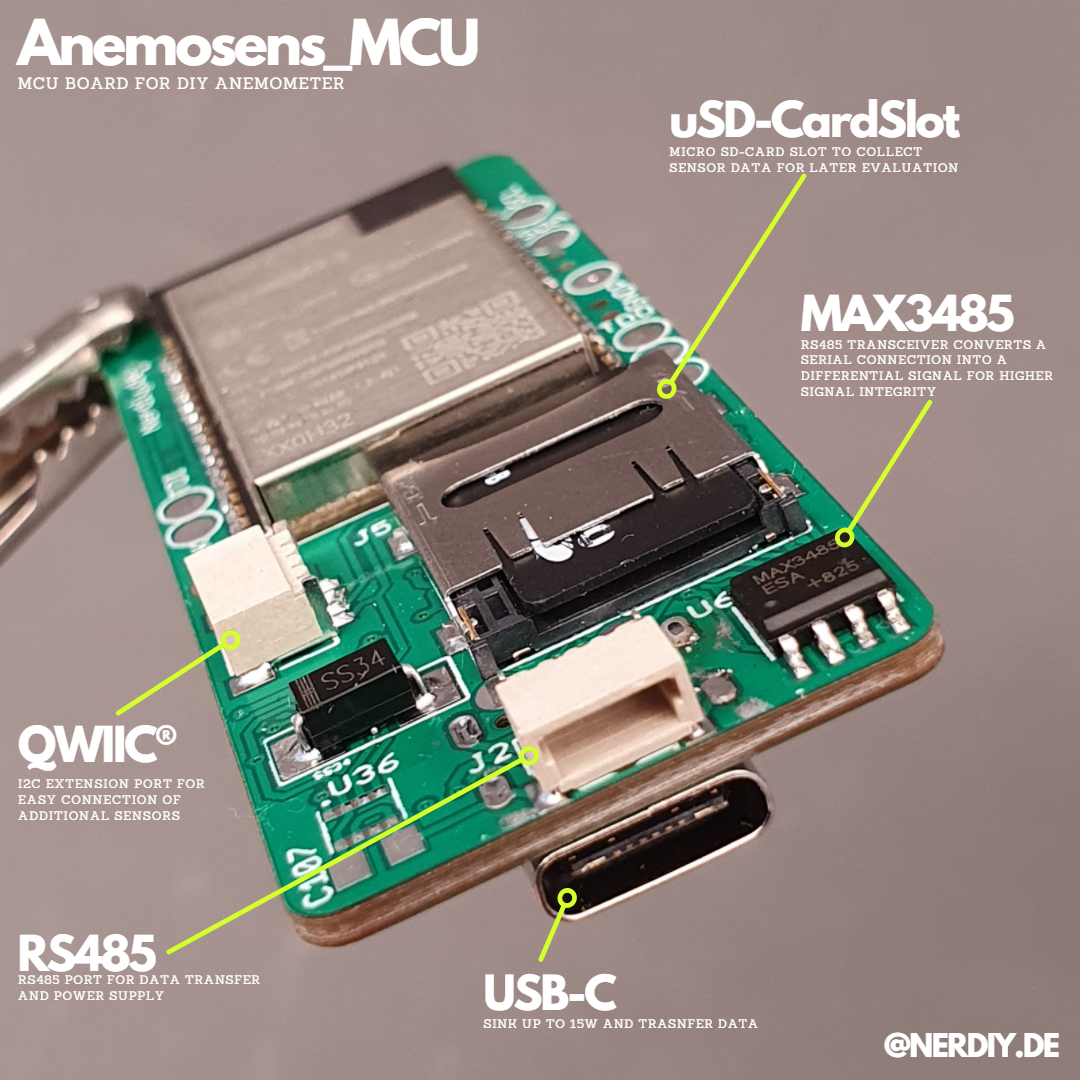 Anemosens_MCU
MCU BOARD FOR DIY ANEMOMETER
uSD-CardSlot
MICRO SD-CARD SLOT TO COLLECT
SENSOR DATA FOR LATER EVALUATION
MAX3485
RS485 TRANSCEIVER CONVERTS A
SERIAL CONNECTION INTO A
DIFFERENTIAL SIGNAL FOR HIGHER
SIGNAL INTEGRITY
XX0H32
J5
MAX3485
ESA +825
U6
SS34
J2
U36
C107
QWIIC®
I2C EXTENSION PORT FOR
EASY CONNECTION OF
ADDITIONAL SENSORS
RS485
RS485 PORT FOR DATA TRANSFER
AND POWER SUPPLY
USB-C
SINK UP TO 15W AND TRASNFER DATA
@NERDIY.DE